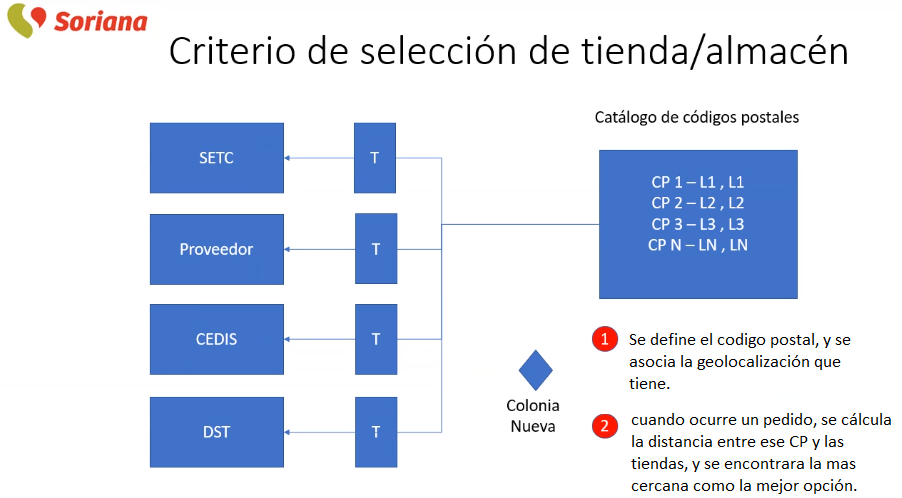 Soriana
Criterio de selección de tienda/almacén
Catálogo de códigos postales
SETC
T
CP 1 – L1 , L1
CP 2 – L2 , L2
CP 3 – L3 , L3
CP N – LN , LN
Proveedor
T
CEDIS
T
DST
T
Colonia
Nueva
1
Se define el codigo postal, y se
asocia la geolocalización que
tiene.
2
cuando ocurre un pedido, se cálcula
la distancia entre ese CP y las
tiendas, y se encontrara la mas
cercana como la mejor opción.